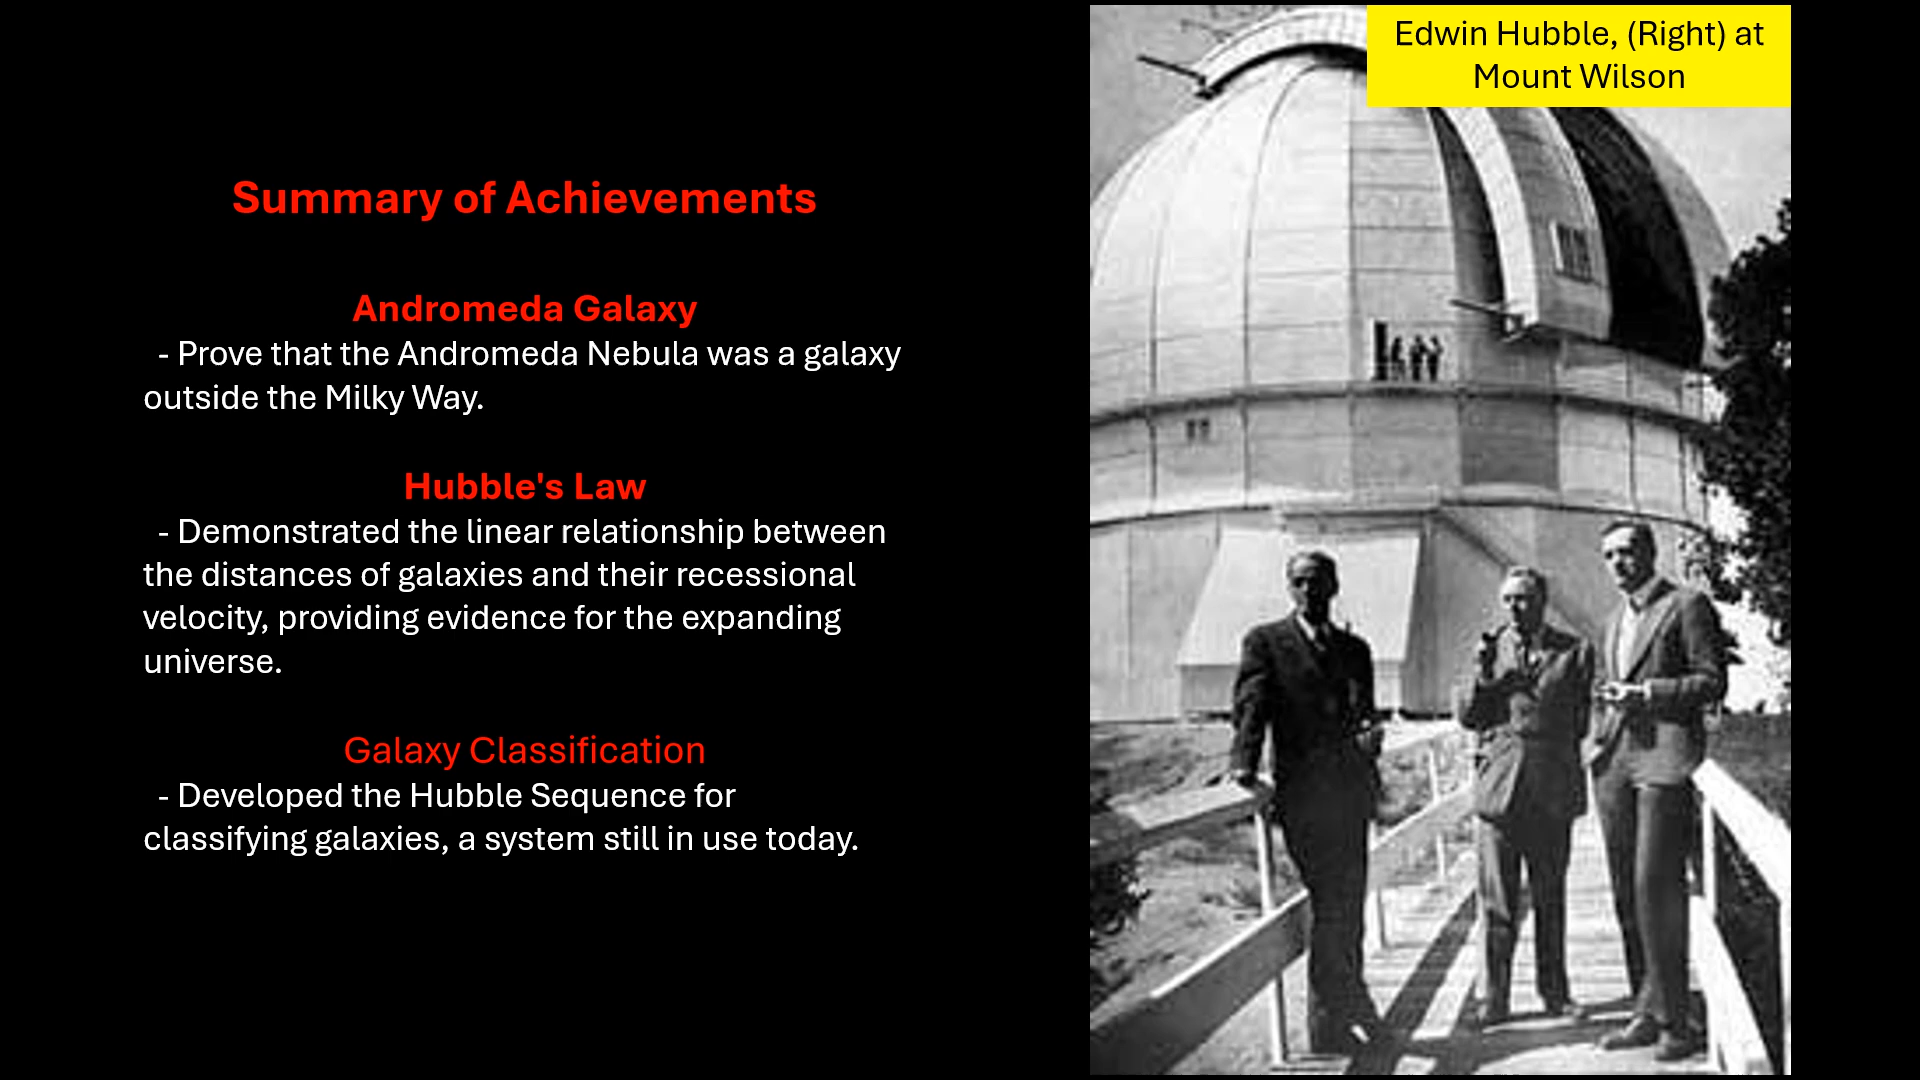 Edwin Hubble, (Right) at
Mount Wilson
Summary of Achievements
Andromeda Galaxy
- Prove that the Andromeda Nebula was a galaxy
outside the Milky Way.
Hubble's Law
- Demonstrated the linear relationship between
the distances of galaxies and their recessional
velocity, providing evidence for the expanding
universe.
Galaxy Classification
- Developed the Hubble Sequence for
classifying galaxies, a system still in use today.